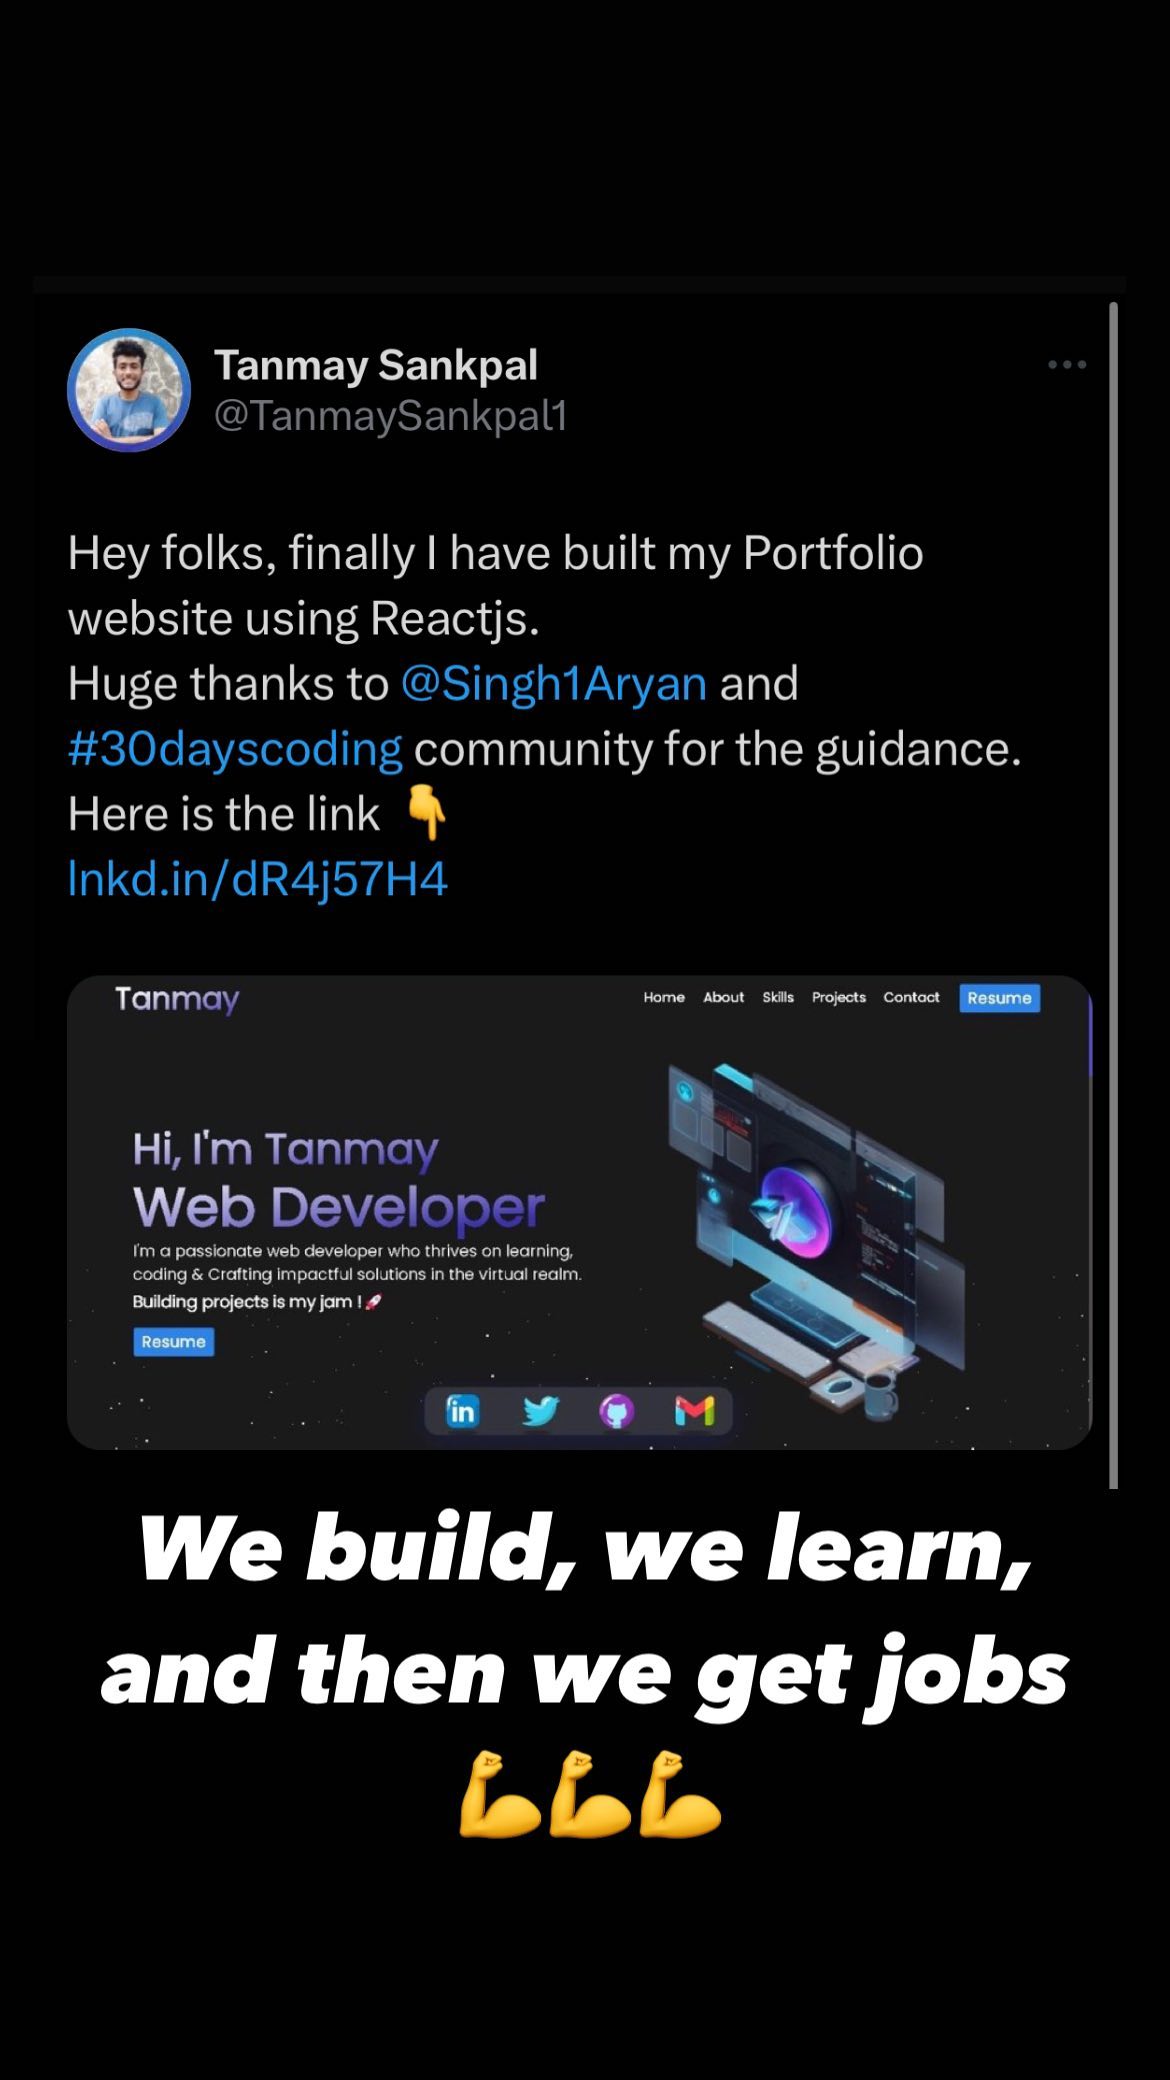 Tanmay Sankpal
@TanmaySankpal1
Hey folks, finally I have built my Portfolio
website using Reactjs.
Huge thanks to @Singh1Aryan and
#30dayscoding community for the guidance.
Here is the link 👇
lnkd.in/dR4j57H4
Tanmay
Home About Skills Projects Contact Resume
Hi, I'm Tanmay
Web Developer
I'm a passionate web developer who thrives on learning,
coding & Crafting impactful solutions in the virtual realm.
Building projects is my jam ! 🚀
Resume
in
We build, we learn,
and then we get jobs
💪💪💪